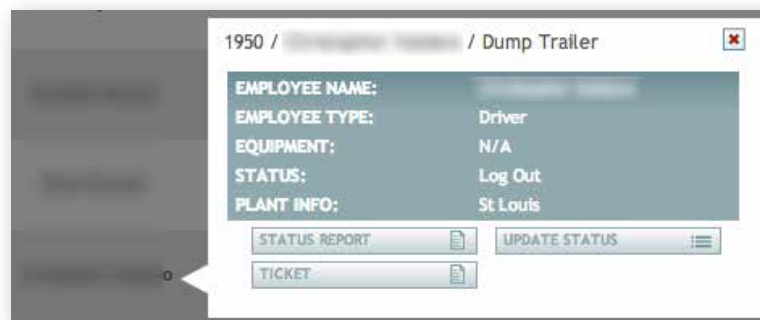 1950 / / Dump Trailer
EMPLOYEE NAME:
EMPLOYEE TYPE: Driver
EQUIPMENT: N/A
STATUS: Log Out
PLANT INFO: St Louis
STATUS REPORT UPDATE STATUS
TICKET